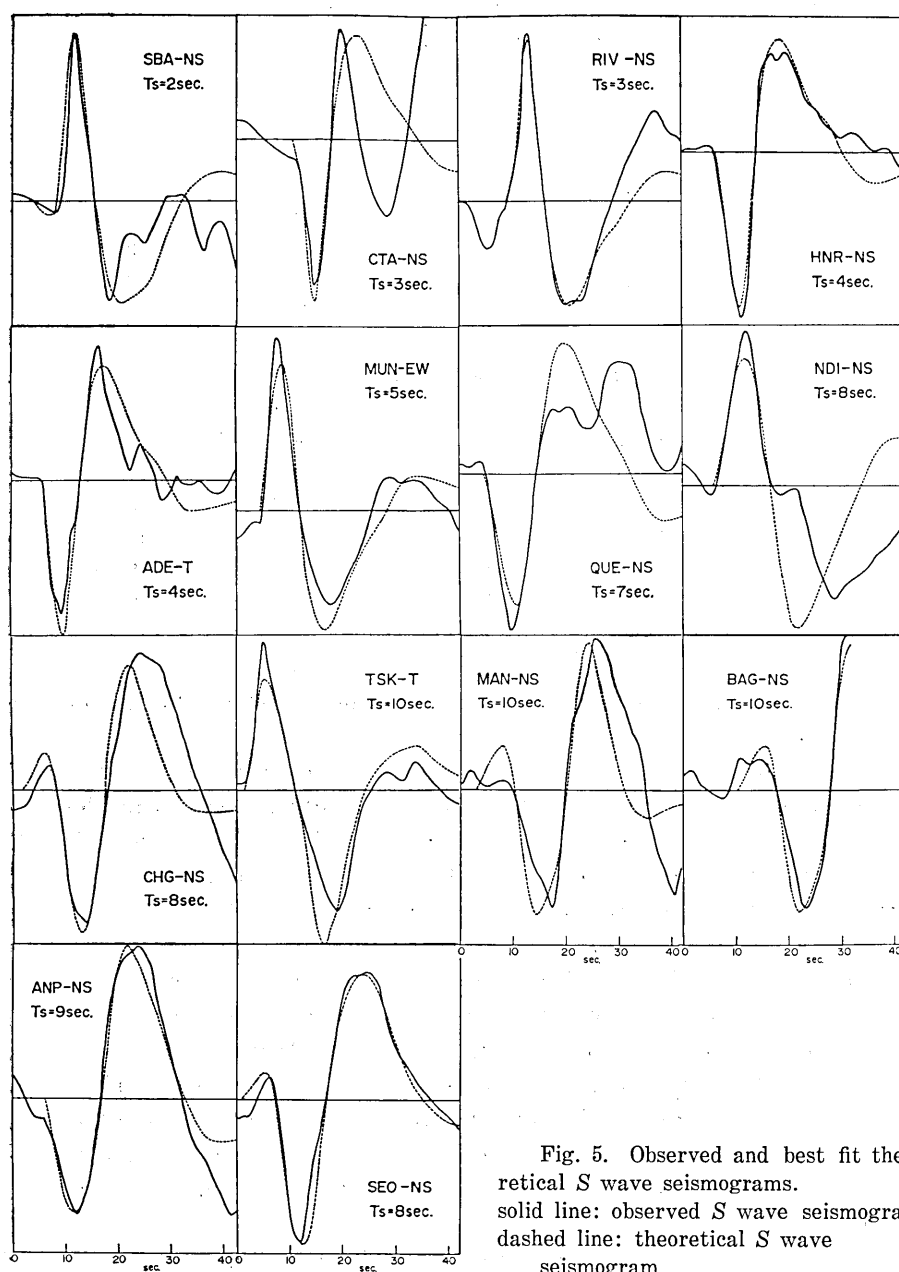 SBA-NS
Ts=2sec.
CTA-NS
Ts=3sec.
RIV -NS
Ts=3sec.
HNR-NS
Ts=4sec.
ADE-T
Ts=4sec.
MUN-EW
Ts=5sec.
QUE-NS
Ts=7sec.
NDI-NS
Ts=8sec.
CHG-NS
Ts=8sec.
TSK-T
Ts=10sec.
MAN-NS
Ts=10sec.
BAG-NS
Ts=10sec.
0 10 20 30 40
sec.
0 10 20 30 40
sec.
ANP-NS
Ts=9sec.
SEO-NS
Ts=8sec.
0 10 20 30 40
sec.
0 10 20 30 40
sec.
Fig. 5. Observed and best fit the
retical S wave seismograms.
solid line: observed S wave seismogra
dashed line: theoretical S wave
seismogram